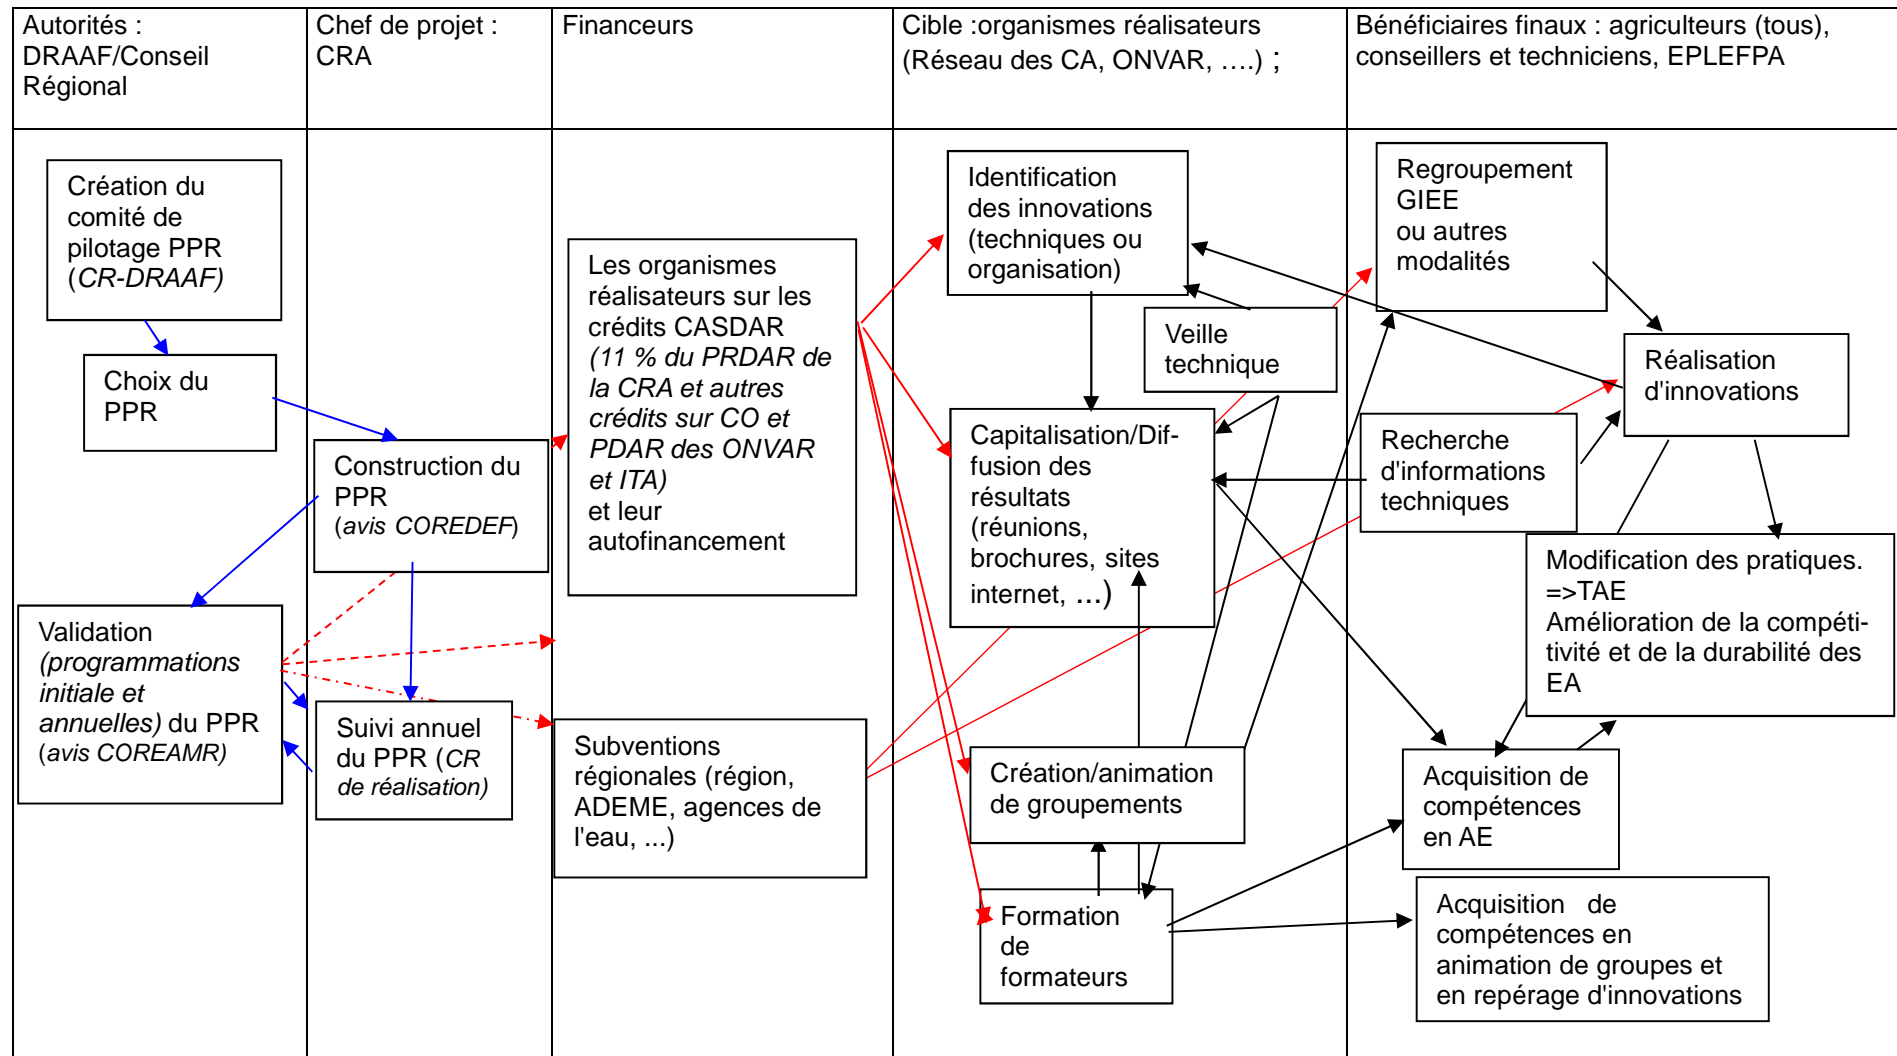 Autorités :
DRAAF/Conseil
Régional
Chef de projet :
CRA
Financeurs
Cible :organismes réalisateurs
(Réseau des CA, ONVAR, ….) ;
Bénéficiaires finaux : agriculteurs (tous),
conseillers et techniciens, EPLEFPA
Création du
comité de
pilotage PPR
(CR-DRAAF)
Choix du
PPR
Validation
(programmations
initiale et
annuelles) du PPR
(avis COREAMR)
Construction du
PPR
(avis COREDEF)
Suivi annuel
du PPR (CR
de réalisation)
Les organismes
réalisateurs sur les
crédits CASDAR
(11 % du PRDAR de
la CRA et autres
crédits sur CO et
PDAR des ONVAR
et ITA)
et leur
autofinancement
Subventions
régionales (région,
ADEME, agences de
l'eau, ...)
Identification
des innovations
(techniques ou
organisation)
Veille
technique
Capitalisation/Dif-
fusion des
résultats
(réunions,
brochures, sites
internet, …)
Création/animation
de groupements
Formation
de
formateurs
Regroupement
GIEE
ou autres
modalités
Réalisation
d'innovations
Recherche
d'informations
techniques
Modification des pratiques.
=>TAE
Amélioration de la compéti-
tivité et de la durabilité des
EA
Acquisition de
compétences
en AE
Acquisition de
compétences en
animation de groupes et
en repérage d'innovations